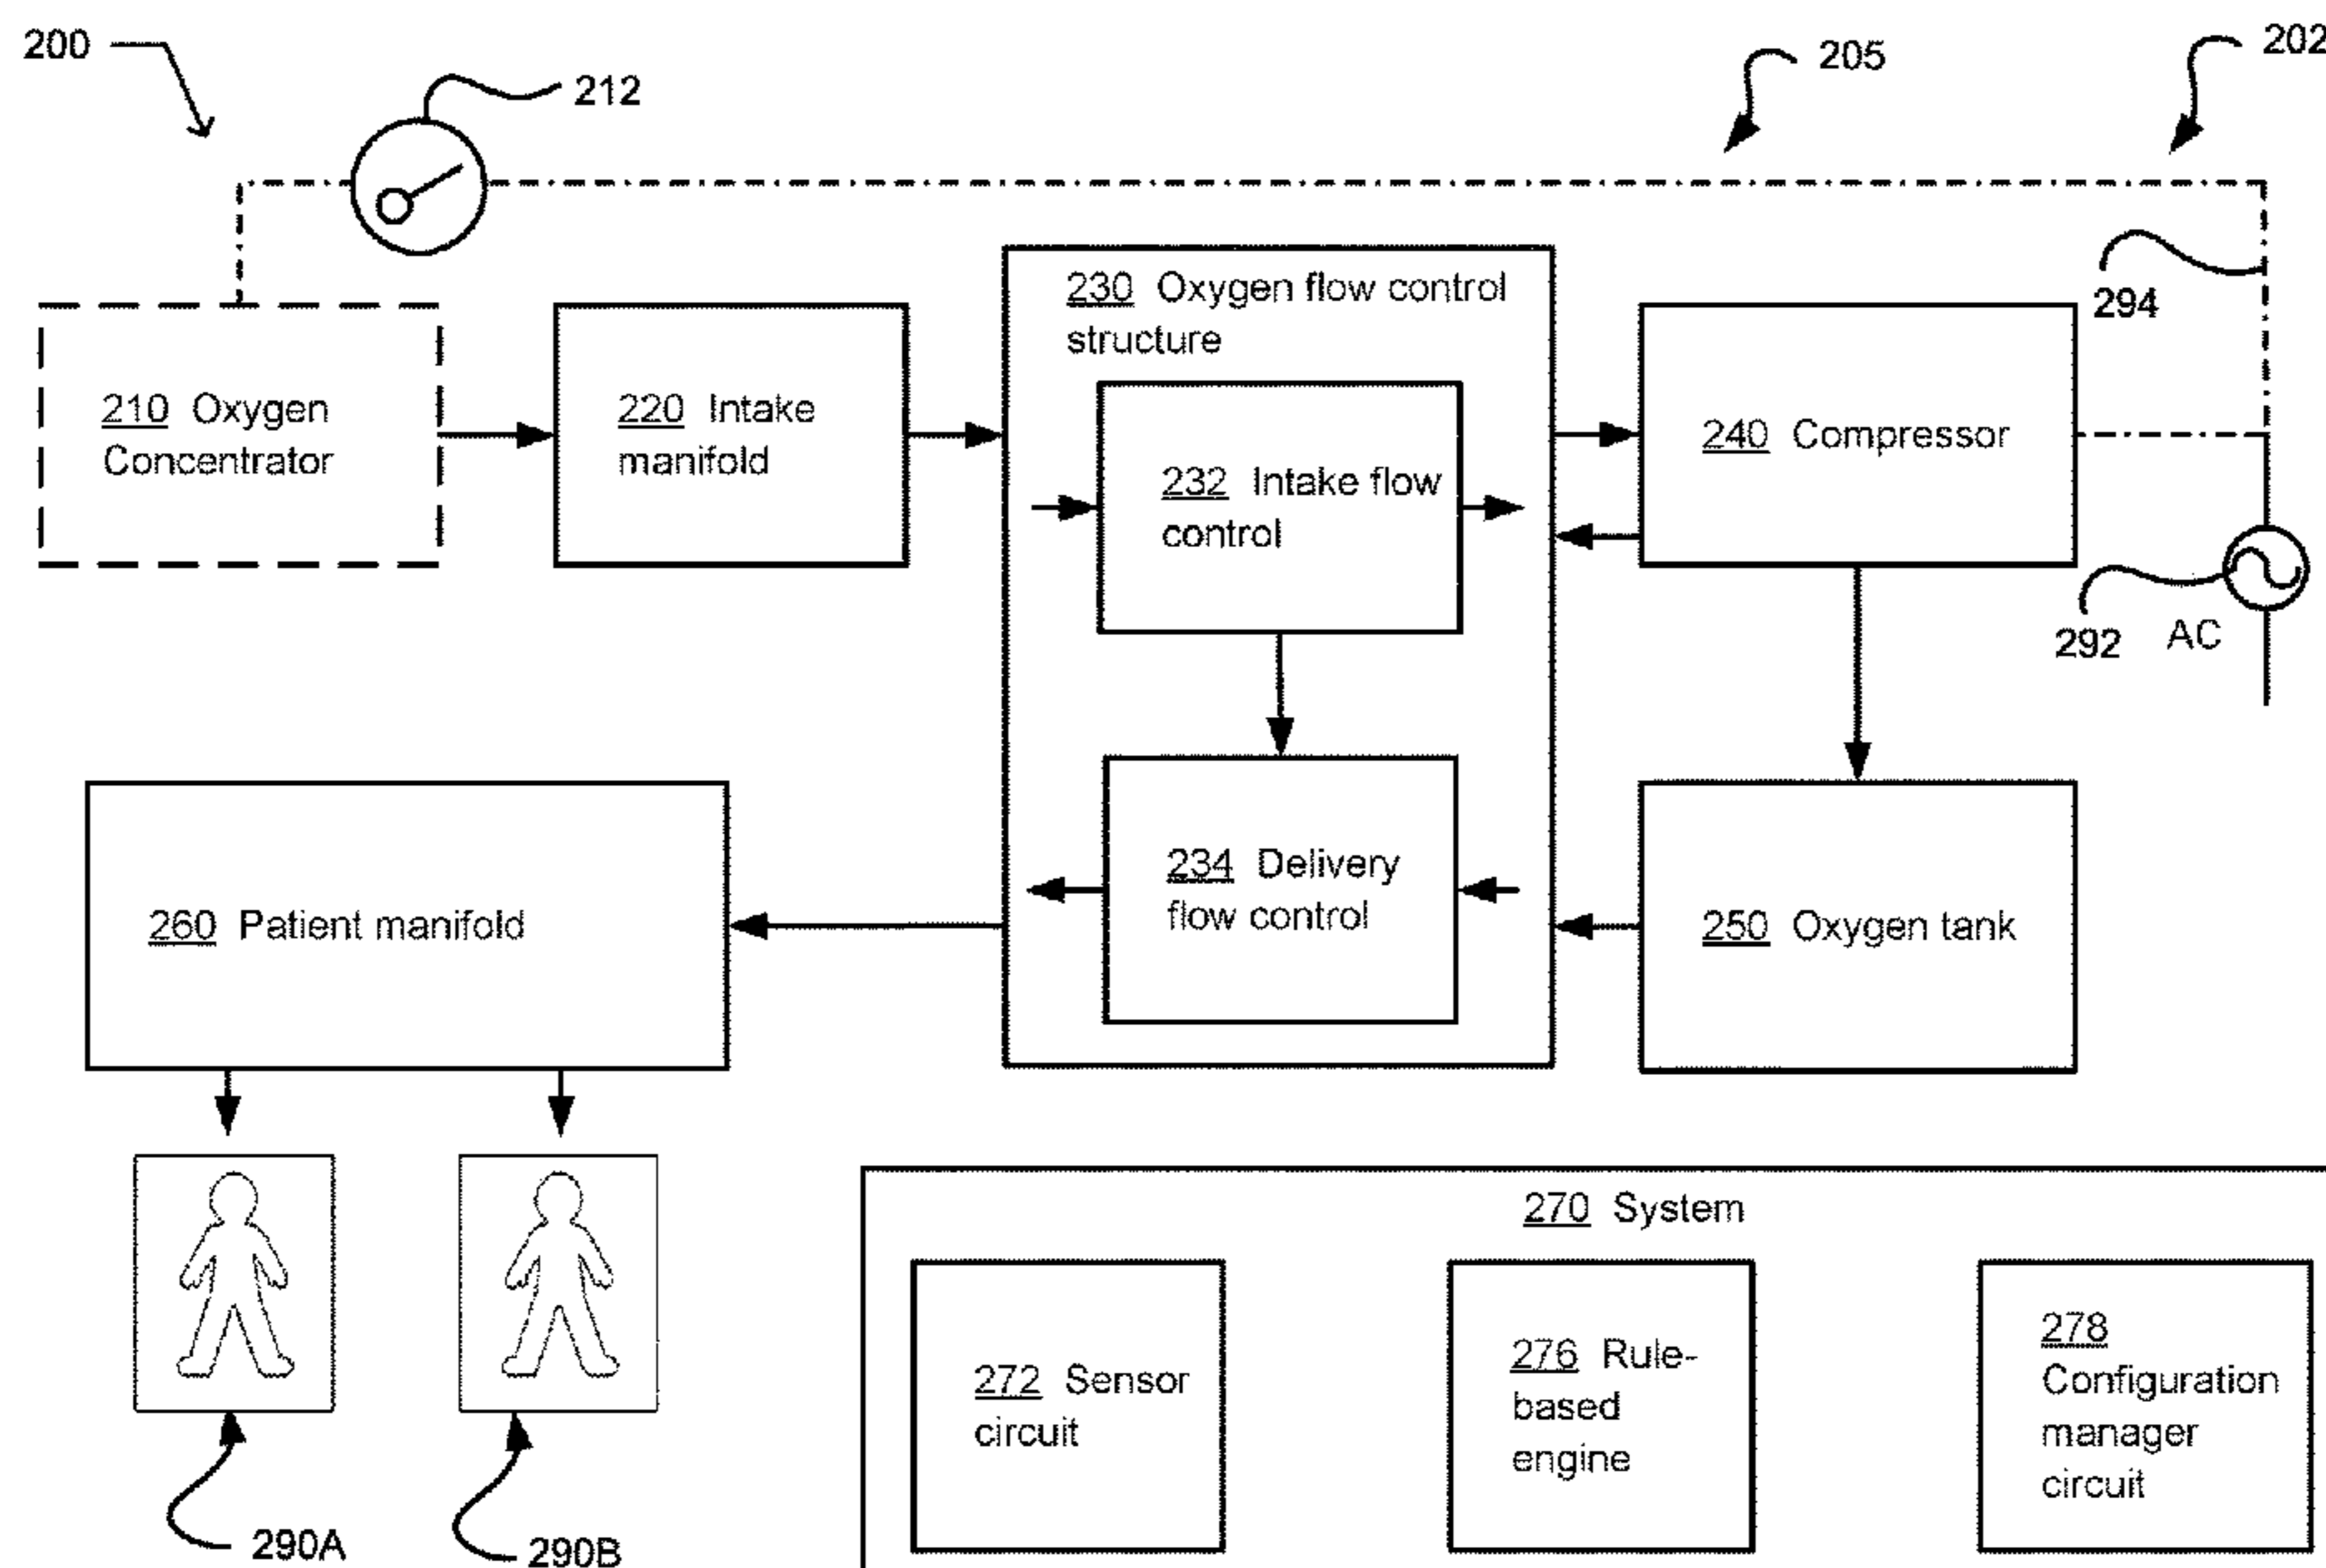 200
212
205
202
294
230 Oxygen flow control
structure
210 Oxygen
Concentrator
220 Intake
manifold
232 Intake flow
control
240 Compressor
292 AC
260 Patient manifold
234 Delivery
flow control
250 Oxygen tank
270 System
272 Sensor
circuit
276 Rule-
based
engine
278
Configuration
manager
circuit
290A
290B